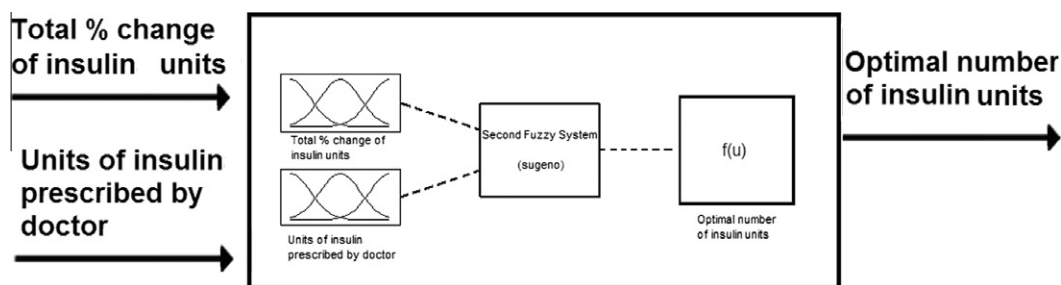 Total % change
of insulin units
Units of insulin
prescribed by
doctor
Total % change of
insulin units
Units of insulin
prescribed by doctor
Second Fuzzy System
(sugeno)
f(u)
Optimal number
of insulin units
Optimal number
of insulin units